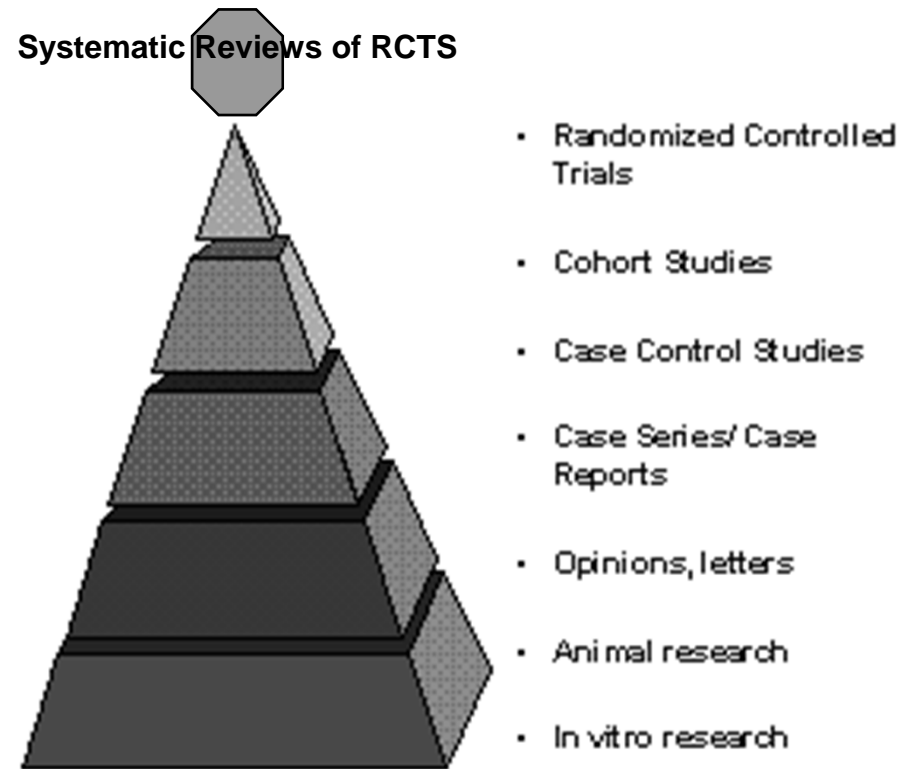 Systematic Reviews of RCTS
• Randomized Controlled
Trials
• Cohort Studies
• Case Control Studies
• Case Series/ Case
Reports
• Opinions, letters
• Animal research
• In vitro research